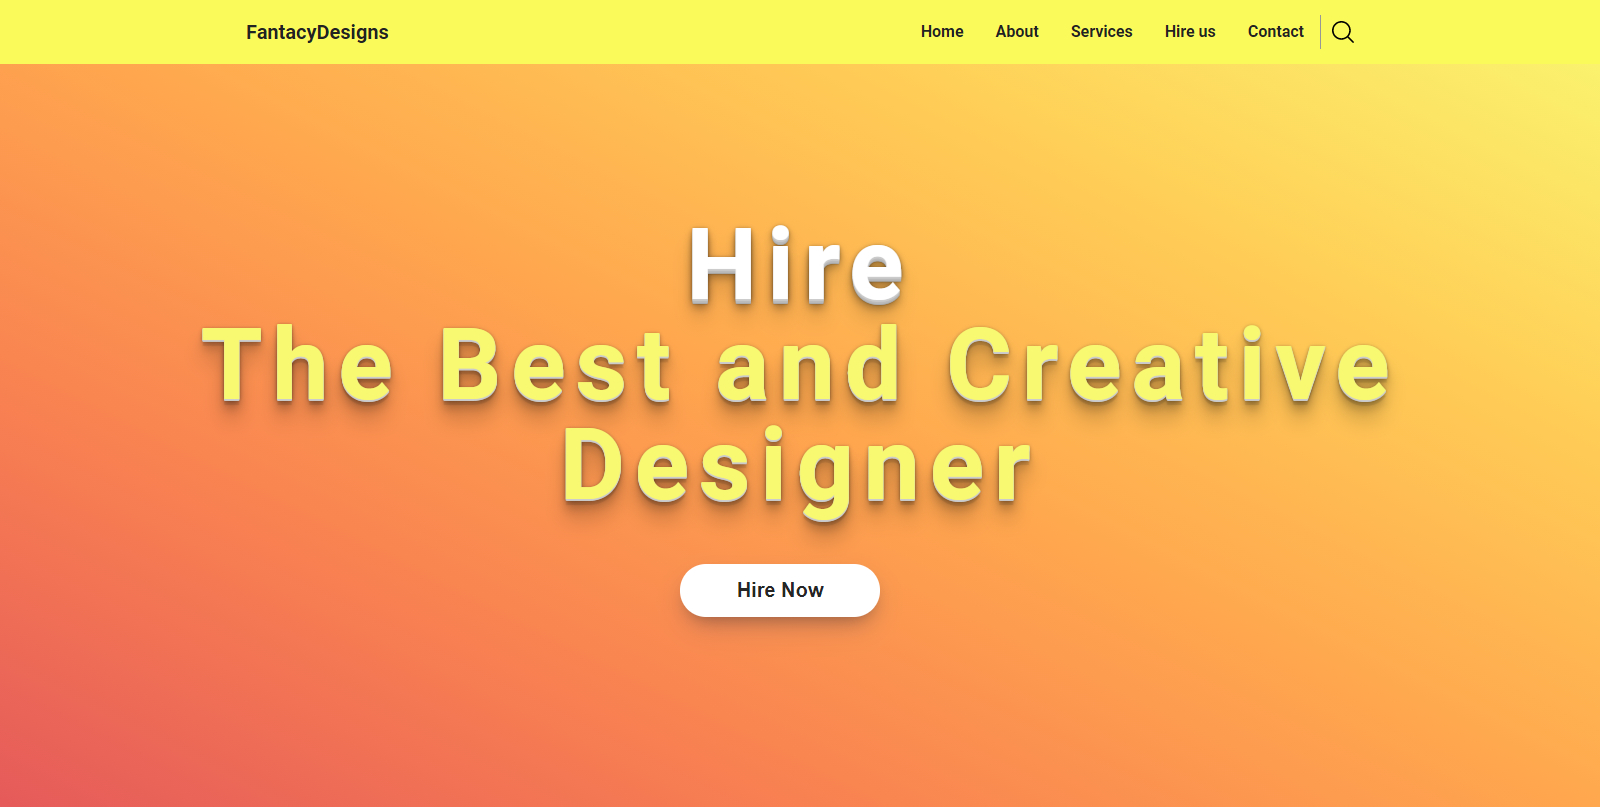 FantacyDesigns
Home About Services Hire us Contact
Hire
The Best and Creative
Designer
Hire Now